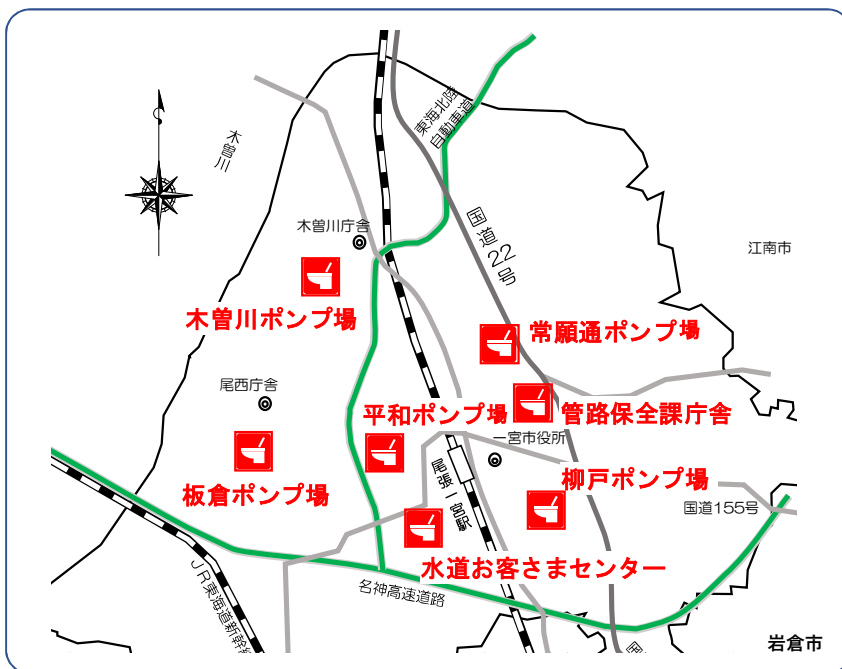 東海北陸
自動車道
木曽川
木曽川庁舎
国道22号
江南市
木曽川ポンプ場
常願通ポンプ場
尾西庁舎
平和ポンプ場
管路保全課庁舎
一宮市役所
板倉ポンプ場
尾張一宮駅
柳戸ポンプ場
国道155号
水道お客さまセンター
名神高速道路
JR東海道新幹線
岩倉市